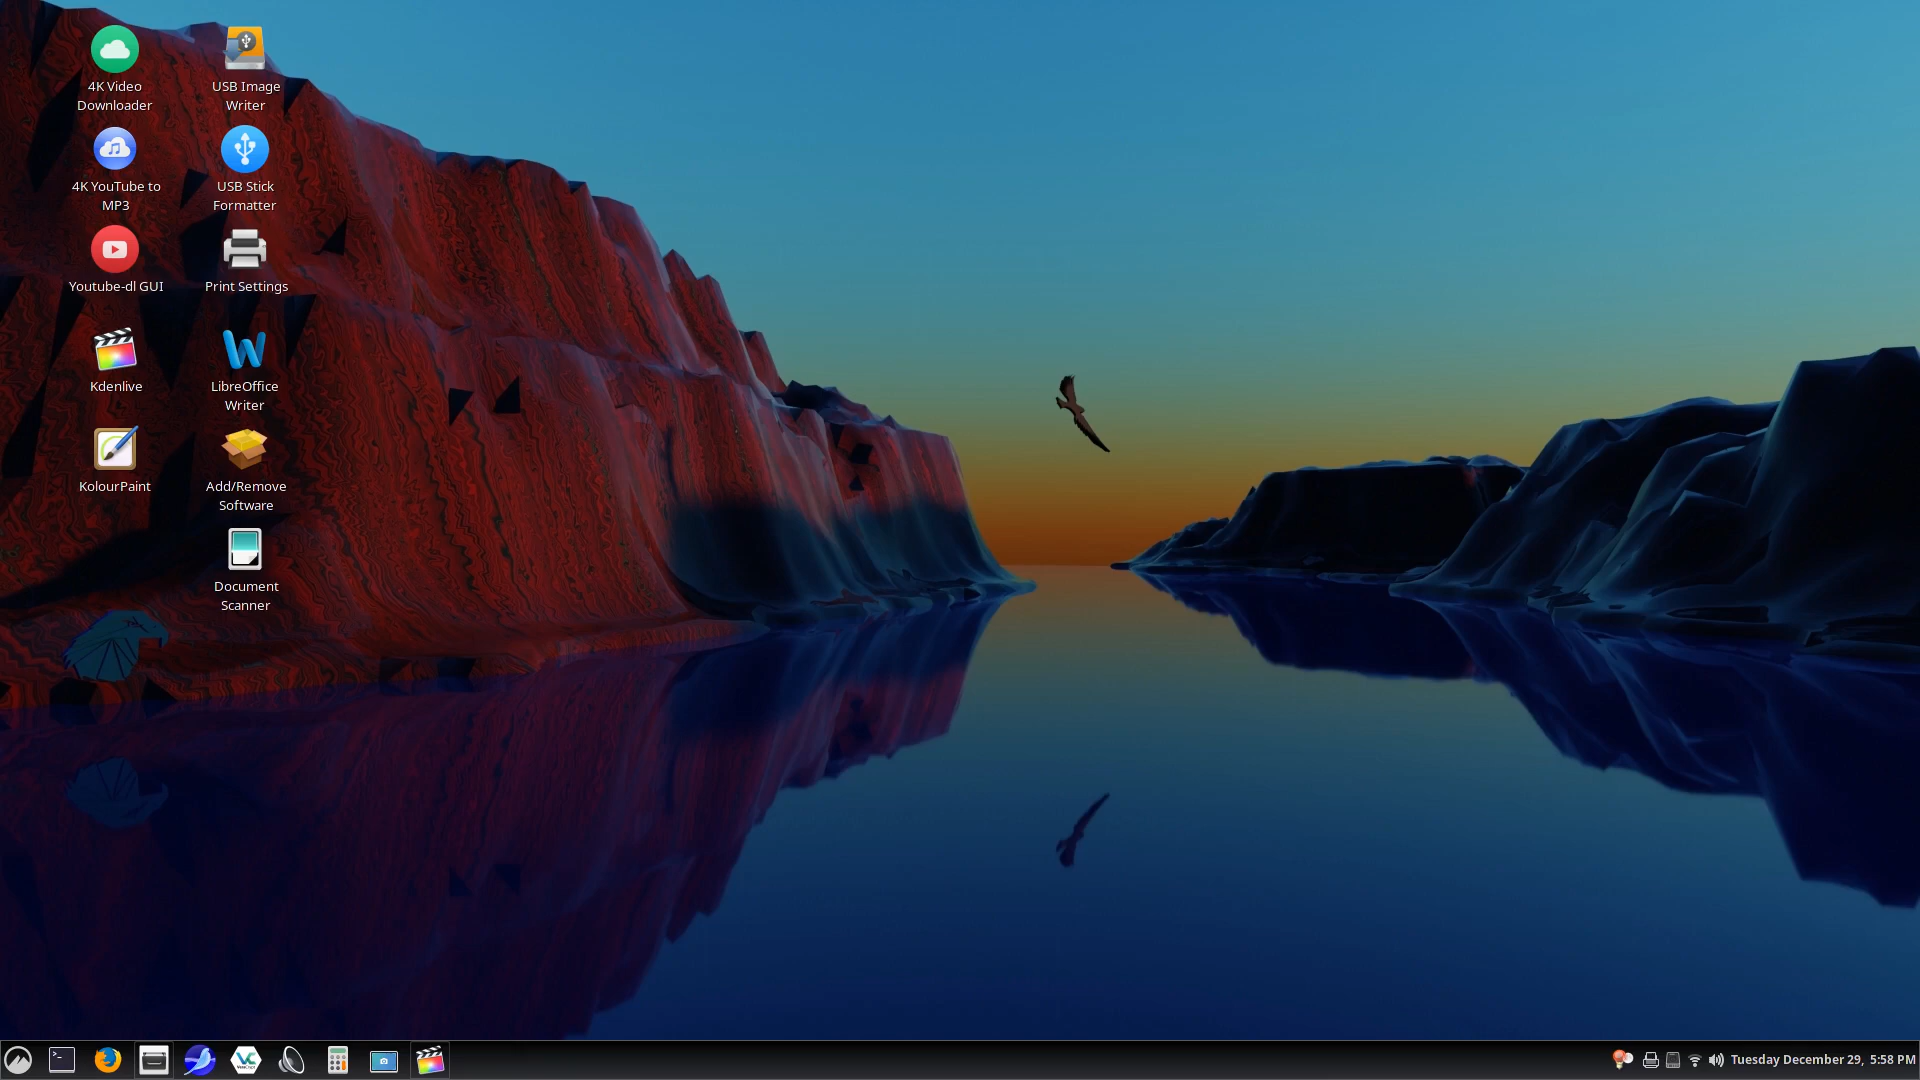 4K Video
Downloader
USB Image
Writer
4K YouTube to
MP3
USB Stick
Formatter
Youtube-dl GUI
Print Settings
Kdenlive
LibreOffice
Writer
KolourPaint
Add/Remove
Software
Document
Scanner
Tuesday December 29, 5:58 PM